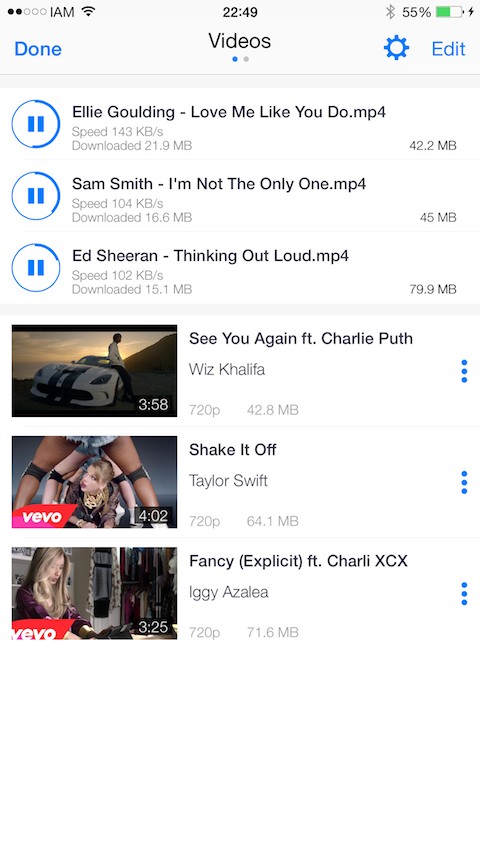 IAM 22:49 55%
Done Videos Edit
Ellie Goulding - Love Me Like You Do.mp4
Speed 143 KB/s
Downloaded 21.9 MB 42.2 MB
Sam Smith - I'm Not The Only One.mp4
Speed 104 KB/s
Downloaded 16.6 MB 45 MB
Ed Sheeran - Thinking Out Loud.mp4
Speed 102 KB/s
Downloaded 15.1 MB 79.9 MB
See You Again ft. Charlie Puth
Wiz Khalifa
3:58
720p 42.8 MB
Shake It Off
Taylor Swift
vevo 4:02
720p 64.1 MB
Fancy (Explicit) ft. Charli XCX
Iggy Azalea
vevo 3:25
720p 71.6 MB